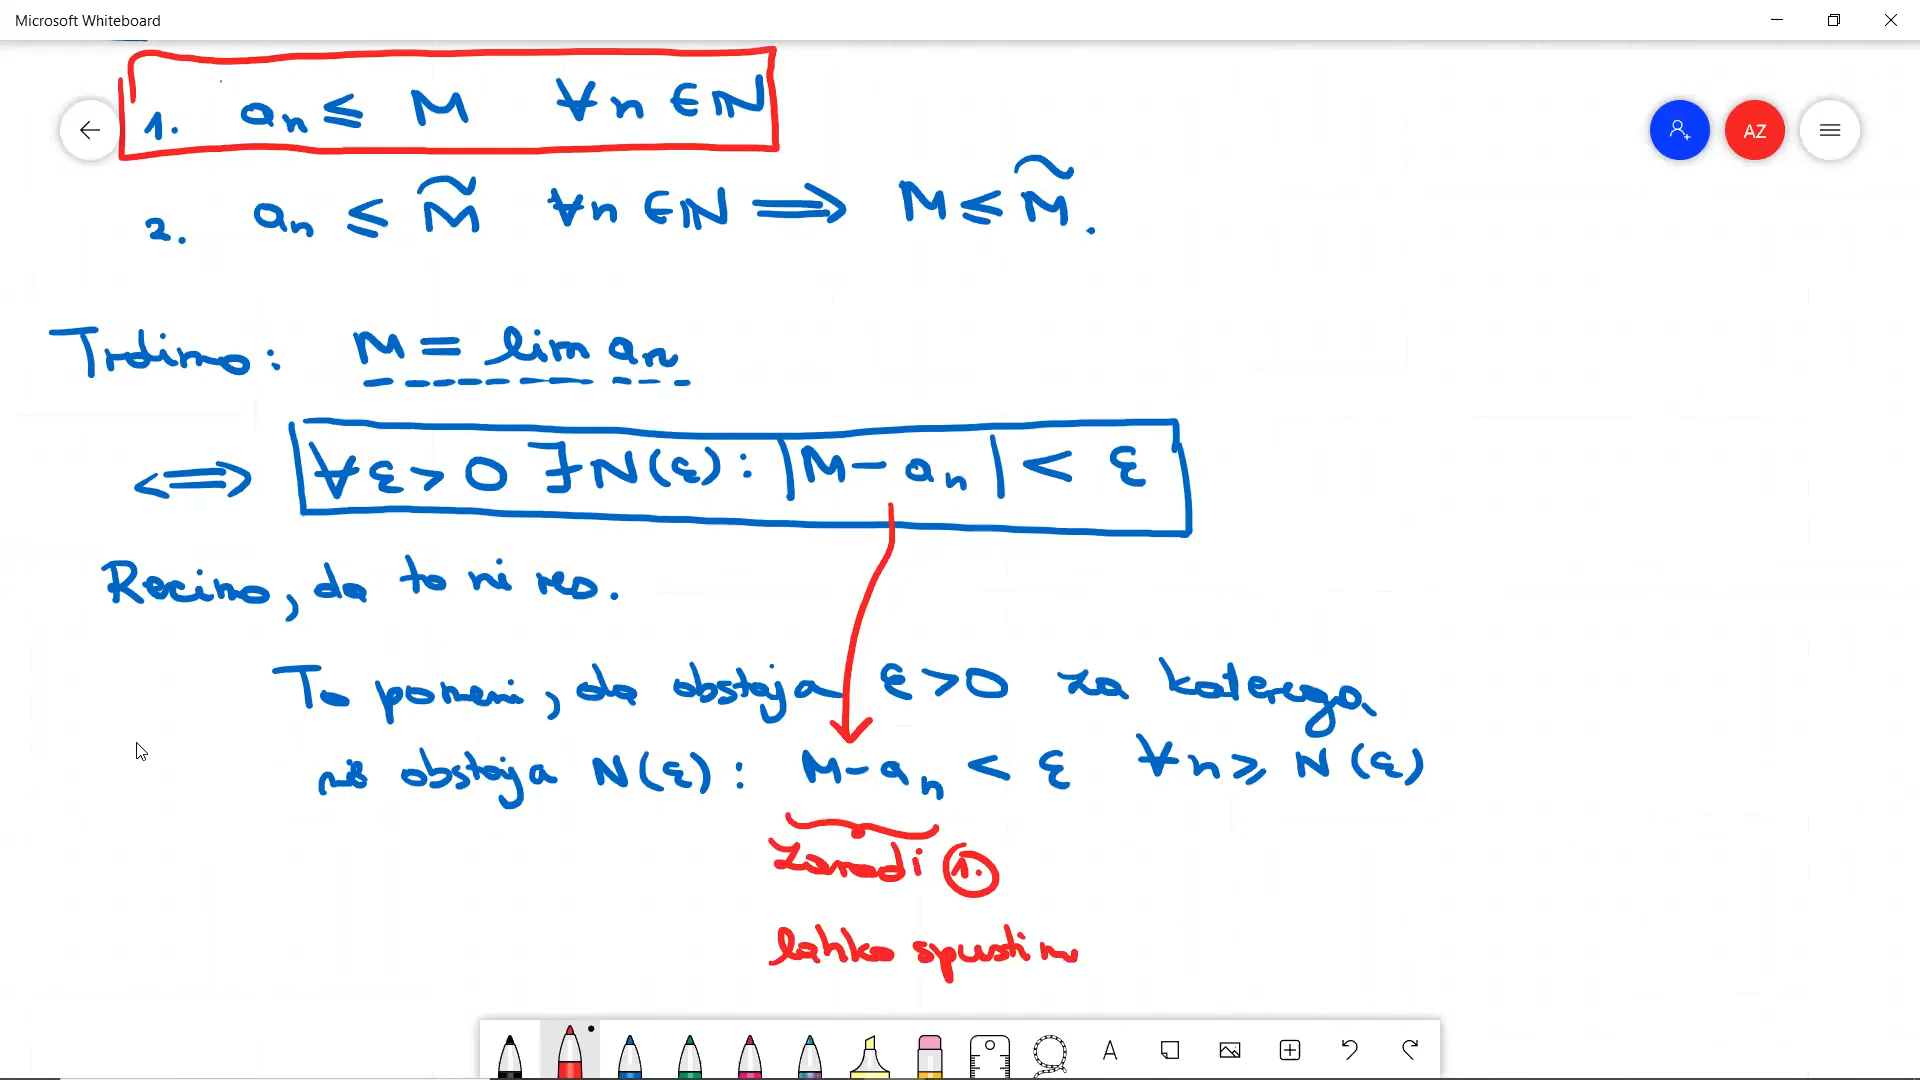 Microsoft Whiteboard
1. aₙ ≤ M ∀n ∈ ℕ
AZ
2. aₙ ≤ M̃ ∀n ∈ ℕ ⟹ M ≤ M̃.
Trdimo: M = lim aₙ
⟺ ∀ε>0 ∃N(ε): |M-aₙ| < ε
Recimo, da to ni res.
To pomeni, da obstaja ε>0 za katerega
ne obstaja N(ε): M-aₙ < ε ∀n ≥ N(ε)
zaradi 1.
lahko spustimo
A